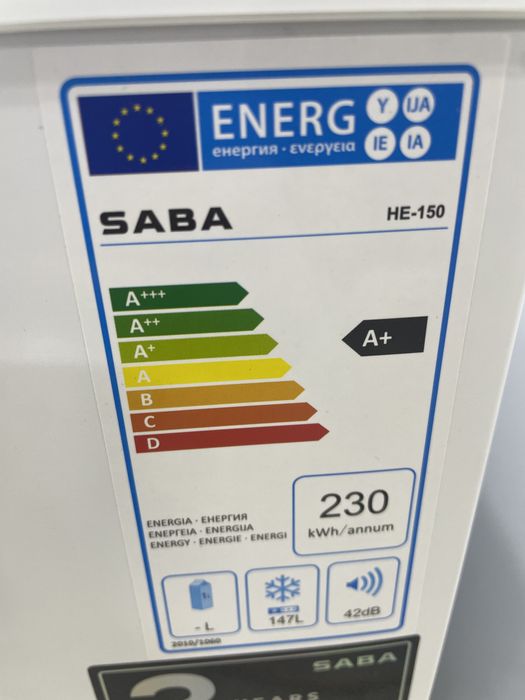 ENERG
енергия · ενεργεια
Y
IJA
IE
IA
SABA
HE-150
A+++
A++
A+
A
B
C
D
A+
230
kWh/annum
ENERGIA · ЕНЕРГИЯ
ΕΝΕΡΓΕΙΑ · ENERGIJA
ENERGY · ENERGIE · ENERGI
- L
147L
42dB
2010/1060
SABA
YEARS